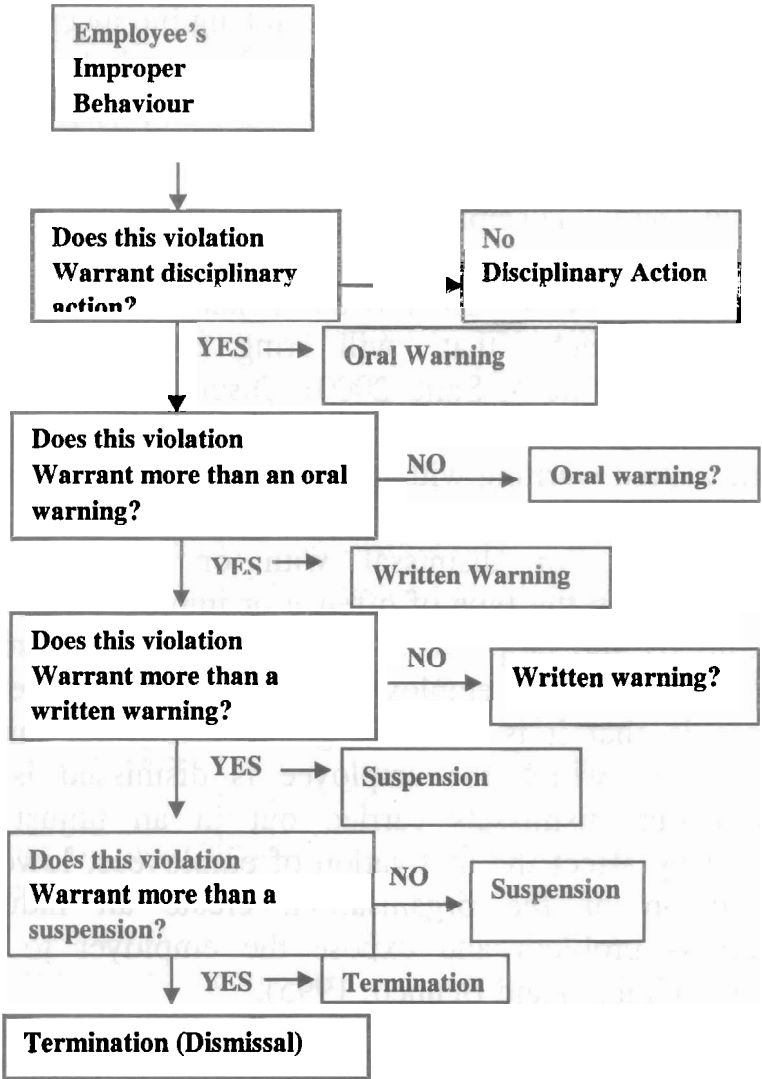 Employee's
Improper
Behaviour
Does this violation
Warrant disciplinary
action?
No
Disciplinary Action
YES
Oral Warning
Does this violation
Warrant more than an oral
warning?
NO
Oral warning?
YES
Written Warning
Does this violation
Warrant more than a
written warning?
NO
Written warning?
YES
Suspension
Does this violation
Warrant more than a
suspension?
NO
Suspension
YES
Termination
Termination (Dismissal)